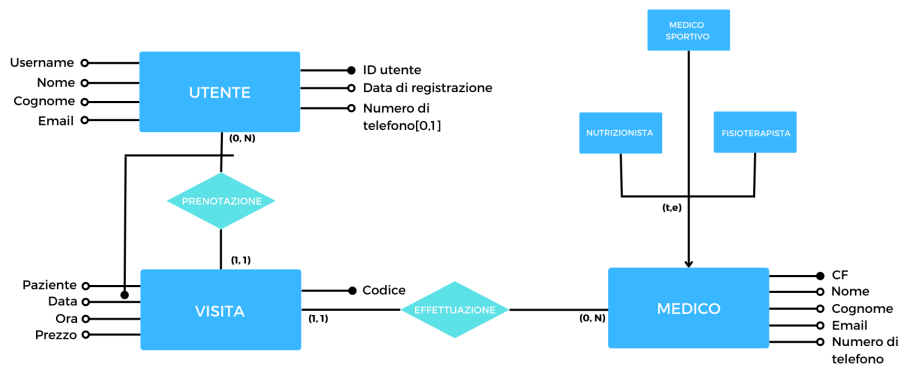 MEDICO
SPORTIVO
Username
Nome
Cognome
Email
UTENTE
ID utente
Data di registrazione
Numero di
telefono[0,1]
(0, N)
NUTRIZIONISTA
FISIOTERAPISTA
PRENOTAZIONE
(t,e)
(1, 1)
Paziente
Data
Ora
Prezzo
VISITA
Codice
(1, 1)
EFFETTUAZIONE
(0, N)
MEDICO
CF
Nome
Cognome
Email
Numero di
telefono